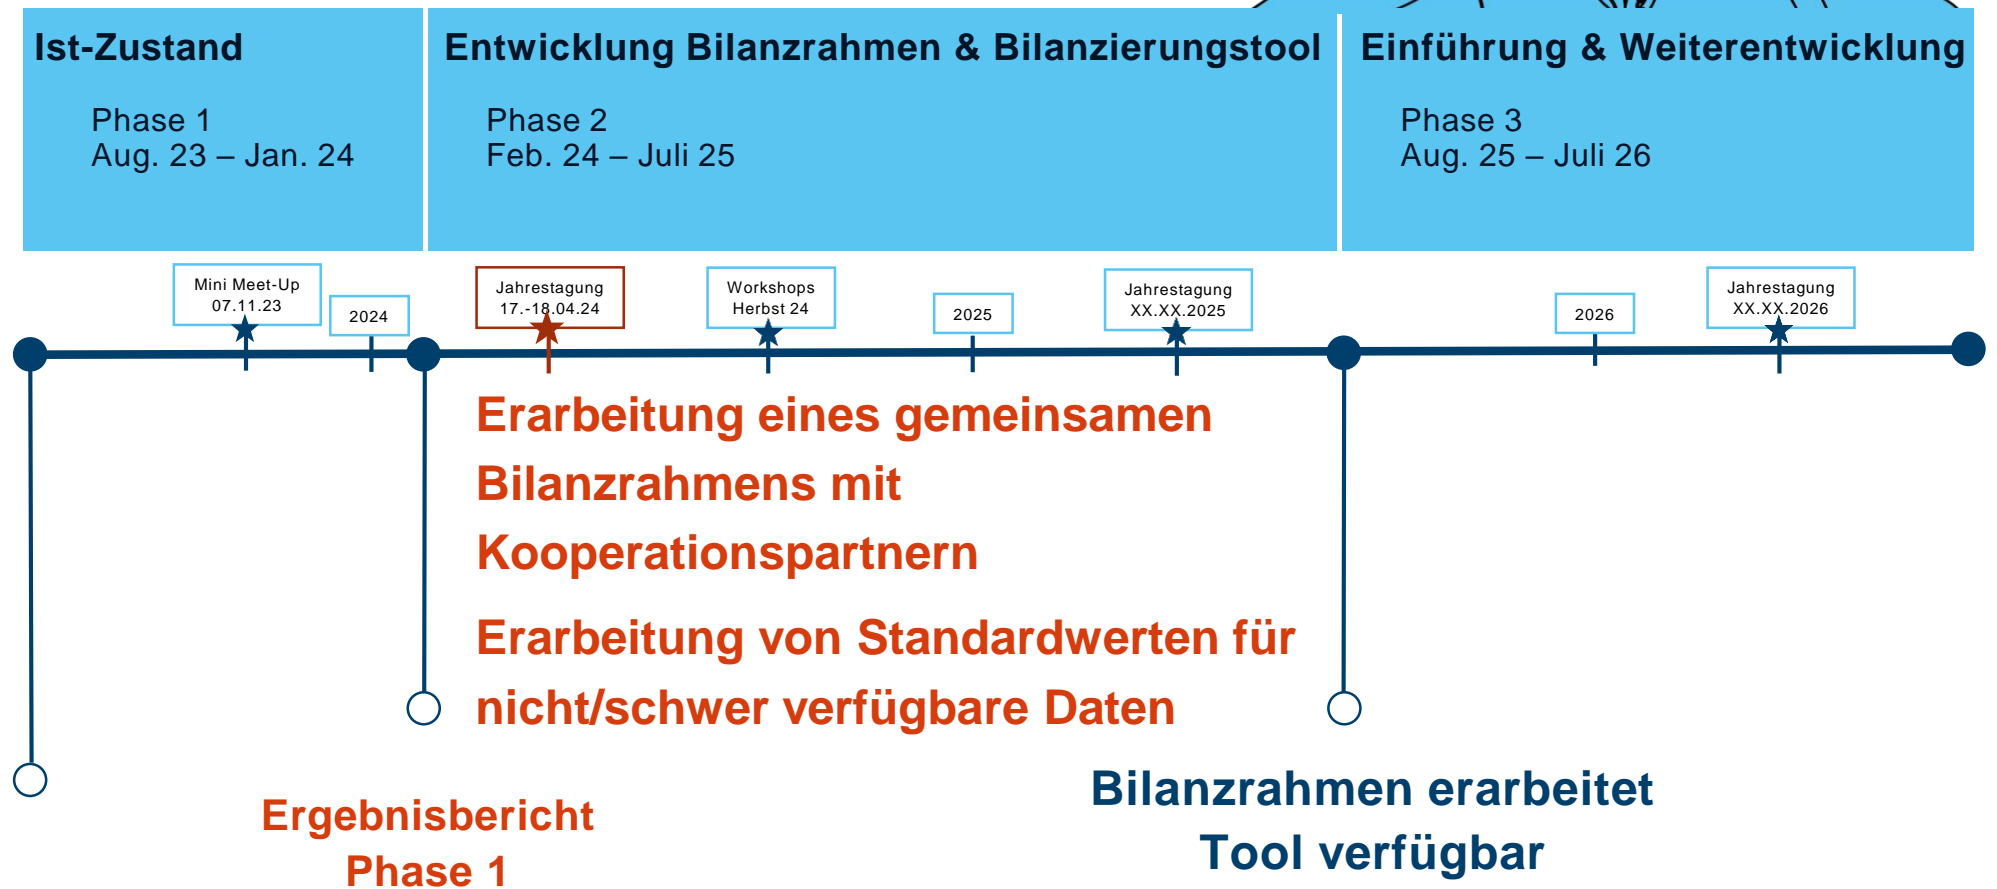 Ist-Zustand
Phase 1
Aug. 23 – Jan. 24
Entwicklung Bilanzrahmen & Bilanzierungstool
Phase 2
Feb. 24 – Juli 25
Einführung & Weiterentwicklung
Phase 3
Aug. 25 – Juli 26
Mini Meet-Up
07.11.23
2024
Jahrestagung
17.-18.04.24
Workshops
Herbst 24
2025
Jahrestagung
XX.XX.2025
2026
Jahrestagung
XX.XX.2026
Erarbeitung eines gemeinsamen
Bilanzrahmens mit
Kooperationspartnern
Erarbeitung von Standardwerten für
nicht/schwer verfügbare Daten
Ergebnisbericht
Phase 1
Bilanzrahmen erarbeitet
Tool verfügbar